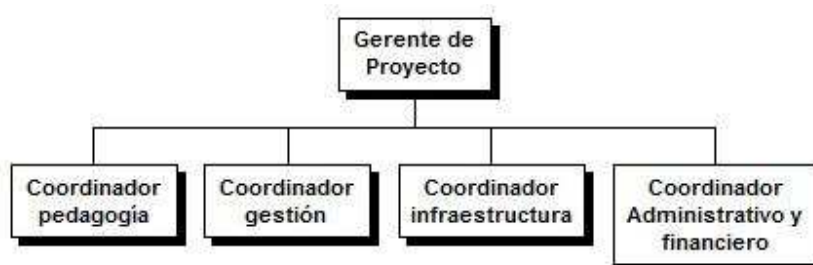 Gerente de
Proyecto
Coordinador
pedagogía
Coordinador
gestión
Coordinador
infraestructura
Coordinador
Administrativo y
financiero